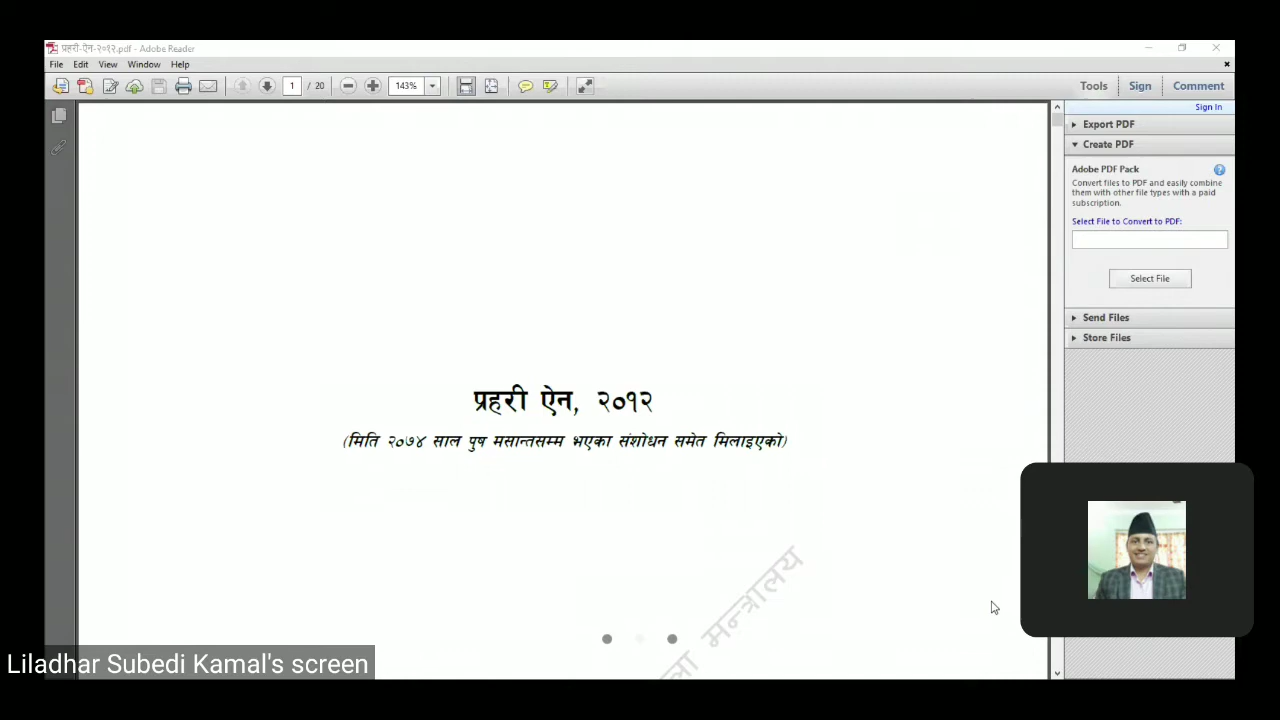 प्रहरी-ऐन-२०१२.pdf - Adobe Reader
File Edit View Window Help
1 / 20 143% Tools Sign Comment
Sign In
Export PDF
Create PDF
Adobe PDF Pack
Convert files to PDF and easily combine
them with other file types with a paid
subscription.
Select File to Convert to PDF:
Select File
Send Files
Store Files
प्रहरी ऐन, २०१२
(मिति २०७४ साल पुष मसान्तसम्म भएका संशोधन समेत मिलाइएको)
मन्त्रालय
Liladhar Subedi Kamal's screen